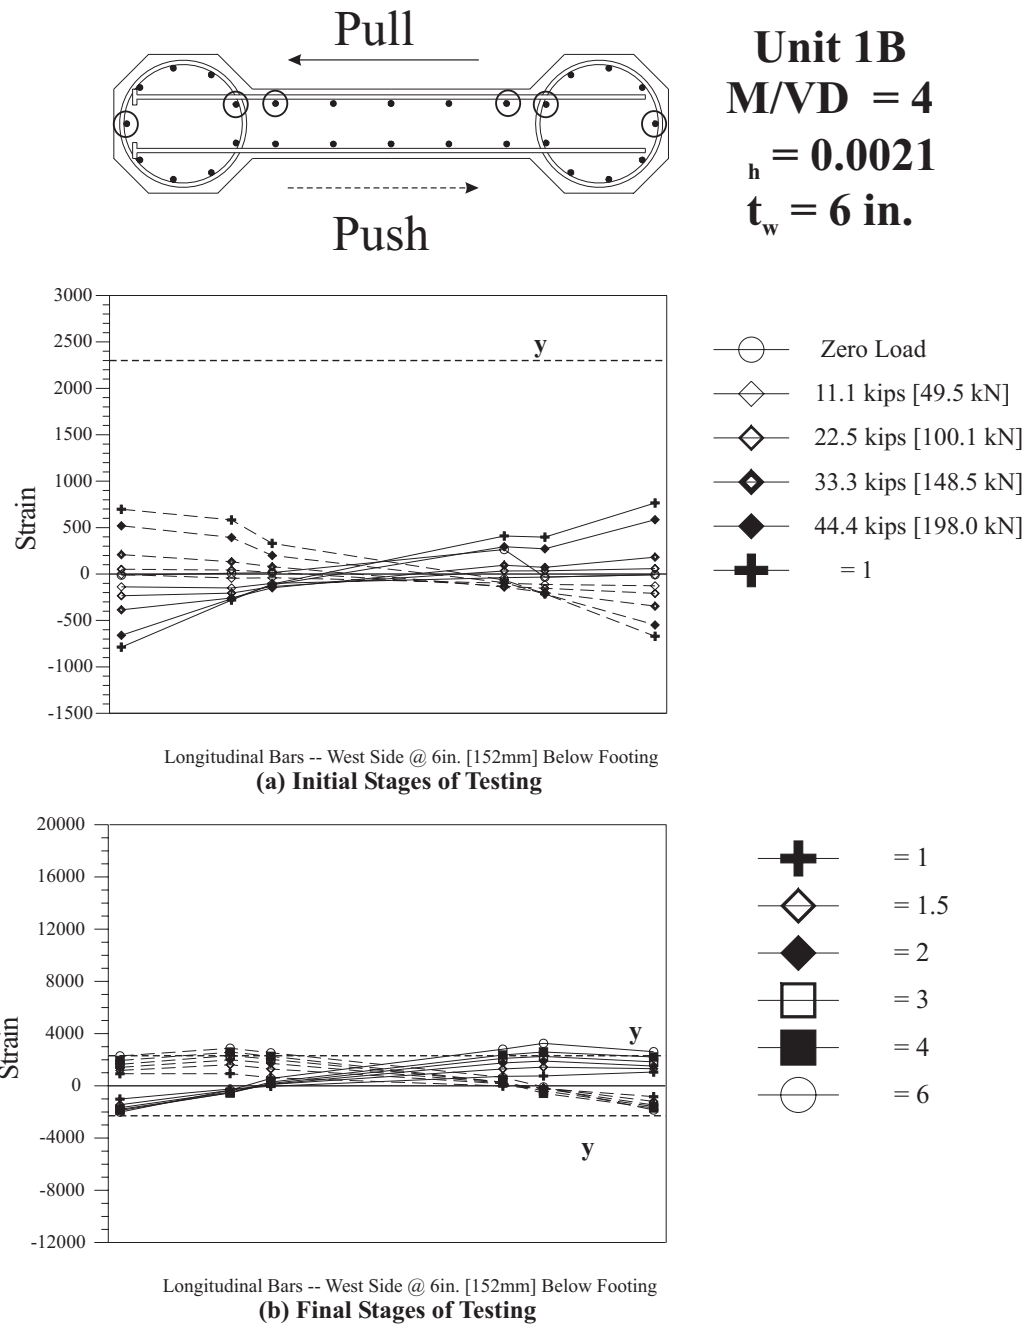 Pull
Push
Unit 1B
M/VD = 4
h = 0.0021
tw = 6 in.
3000
2500
2000
1500
1000
500
0
-500
-1000
-1500
Strain
y
Zero Load
11.1 kips [49.5 kN]
22.5 kips [100.1 kN]
33.3 kips [148.5 kN]
44.4 kips [198.0 kN]
= 1
Longitudinal Bars -- West Side @ 6in. [152mm] Below Footing
(a) Initial Stages of Testing
20000
16000
12000
8000
4000
0
-4000
-8000
-12000
Strain
y
y
= 1
= 1.5
= 2
= 3
= 4
= 6
Longitudinal Bars -- West Side @ 6in. [152mm] Below Footing
(b) Final Stages of Testing